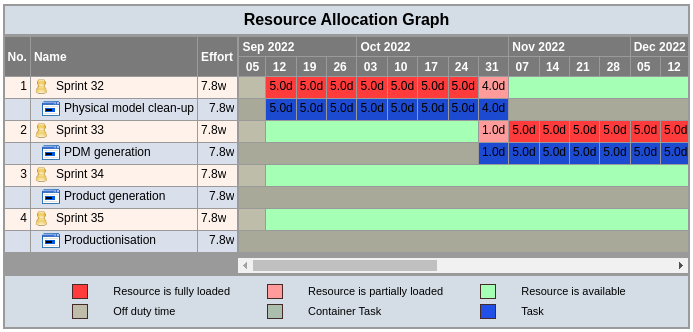 Resource Allocation Graph
No. Name Effort Sep 2022 Oct 2022 Nov 2022 Dec 2022
05 12 19 26 03 10 17 24 31 07 14 21 28 05 12
1 Sprint 32 7.8w 5.0d 5.0d 5.0d 5.0d 5.0d 5.0d 5.0d 4.0d
Physical model clean-up 7.8w 5.0d 5.0d 5.0d 5.0d 5.0d 5.0d 5.0d 4.0d
2 Sprint 33 7.8w 1.0d 5.0d 5.0d 5.0d 5.0d 5.0d 5.0d
PDM generation 7.8w 1.0d 5.0d 5.0d 5.0d 5.0d 5.0d 5.0d
3 Sprint 34 7.8w
Product generation 7.8w
4 Sprint 35 7.8w
Productionisation 7.8w
Resource is fully loaded Resource is partially loaded Resource is available
Off duty time Container Task Task